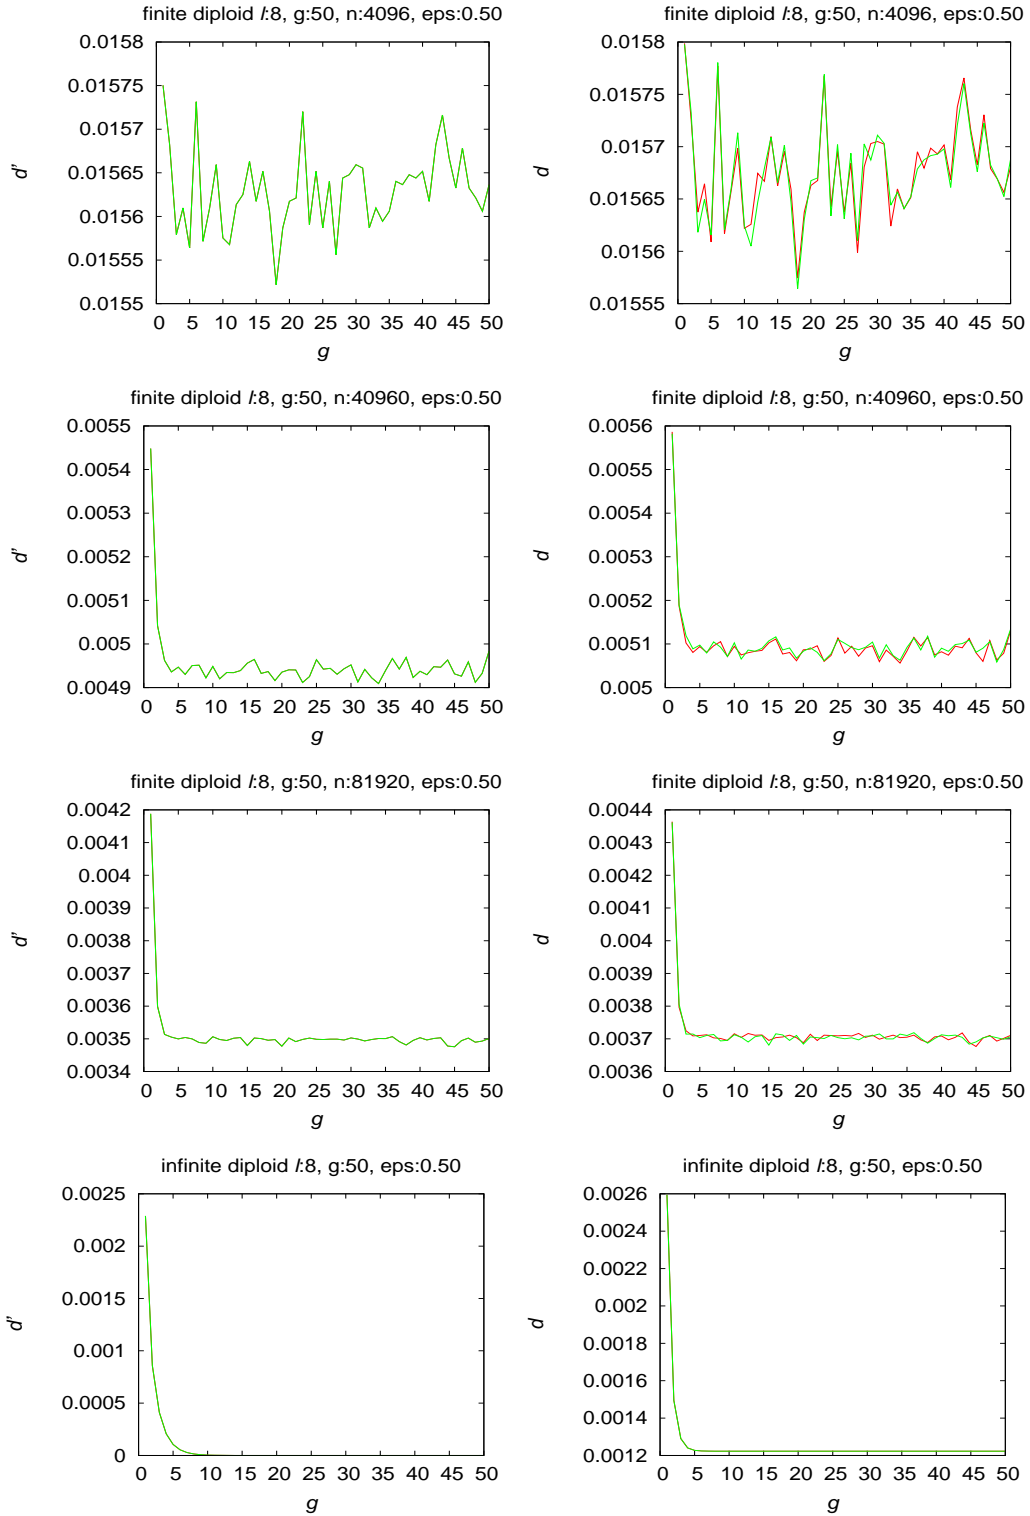 finite diploid l:8, g:50, n:4096, eps:0.50
0.0158
0.01575
0.0157
0.01565
0.0156
0.01555
0.0155
d'
0 5 10 15 20 25 30 35 40 45 50
g
finite diploid l:8, g:50, n:4096, eps:0.50
0.0158
0.01575
0.0157
0.01565
0.0156
0.01555
d
0 5 10 15 20 25 30 35 40 45 50
g
finite diploid l:8, g:50, n:40960, eps:0.50
0.0055
0.0054
0.0053
0.0052
0.0051
0.005
0.0049
d'
0 5 10 15 20 25 30 35 40 45 50
g
finite diploid l:8, g:50, n:40960, eps:0.50
0.0056
0.0055
0.0054
0.0053
0.0052
0.0051
0.005
d
0 5 10 15 20 25 30 35 40 45 50
g
finite diploid l:8, g:50, n:81920, eps:0.50
0.0042
0.0041
0.004
0.0039
0.0038
0.0037
0.0036
0.0035
0.0034
d'
0 5 10 15 20 25 30 35 40 45 50
g
finite diploid l:8, g:50, n:81920, eps:0.50
0.0044
0.0043
0.0042
0.0041
0.004
0.0039
0.0038
0.0037
0.0036
d
0 5 10 15 20 25 30 35 40 45 50
g
infinite diploid l:8, g:50, eps:0.50
0.0025
0.002
0.0015
0.001
0.0005
0
d'
0 5 10 15 20 25 30 35 40 45 50
g
infinite diploid l:8, g:50, eps:0.50
0.0026
0.0024
0.0022
0.002
0.0018
0.0016
0.0014
0.0012
d
0 5 10 15 20 25 30 35 40 45 50
g